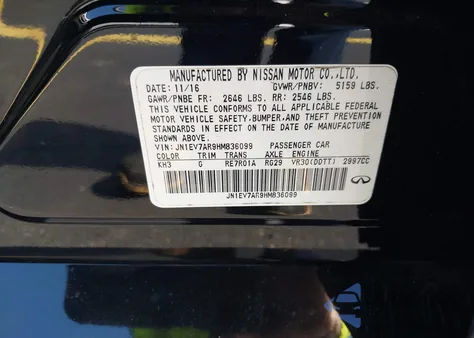 MANUFACTURED BY NISSAN MOTOR CO.,LTD.
DATE: 11/16 GVWR/PNBV: 5159 LBS.
GAWR/PNBE FR: 2646 LBS. RR: 2546 LBS.
THIS VEHICLE CONFORMS TO ALL APPLICABLE FEDERAL
MOTOR VEHICLE SAFETY,BUMPER,AND THEFT PREVENTION
STANDARDS IN EFFECT ON THE DATE OF MANUFACTURE
SHOWN ABOVE.
VIN: JN1EV7AR9HM836099 PASSENGER CAR
COLOR TRIM TRANS AXLE ENGINE
KH3 G RE7R01A RG29 VR30(DDTT) 2997CC
JN1EV7AR9HM836099